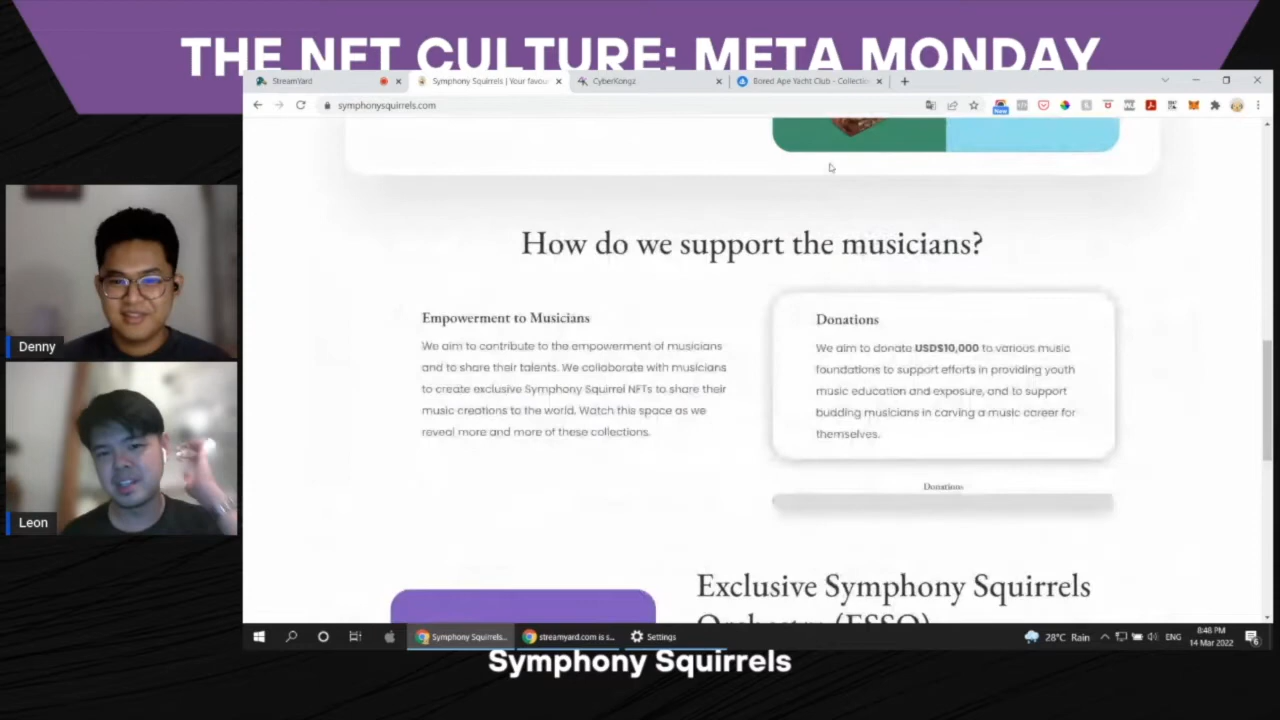 THE NFT CULTURE: META MONDAY
StreamYard
Symphony Squirrels | Your favou
CyberKongz
Bored Ape Yacht Club - Collectio
symphonysquirrels.com
New
How do we support the musicians?
Empowerment to Musicians
We aim to contribute to the empowerment of musicians
and to share their talents. We collaborate with musicians
to create exclusive Symphony Squirrel NFTs to share their
music creations to the world. Watch this space as we
reveal more and more of these collections.
Donations
We aim to donate USD$10,000 to various music
foundations to support efforts in providing youth
music education and exposure, and to support
budding musicians in carving a music career for
themselves.
Donations
Exclusive Symphony Squirrels
Orchestra (ESSO)
Denny
Leon
Symphony Squirrels...
streamyard.com is s...
Settings
28°C Rain
ENG
8:48 PM
14 Mar 2022
6
Symphony Squirrels